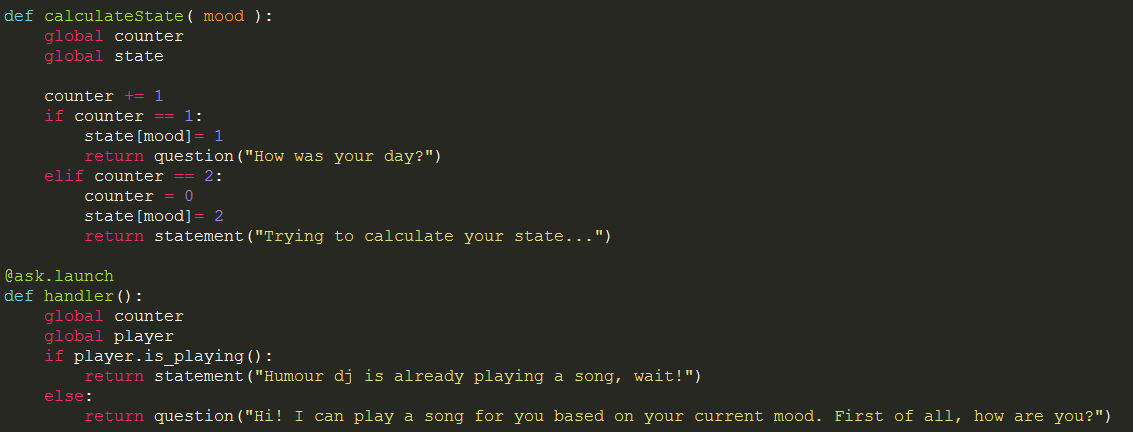 def calculateState( mood ):
    global counter
    global state

    counter += 1
    if counter == 1:
        state[mood]= 1
        return question("How was your day?")
    elif counter == 2:
        counter = 0
        state[mood]= 2
        return statement("Trying to calculate your state...")

@ask.launch
def handler():
    global counter
    global player
    if player.is_playing():
        return statement("Humour dj is already playing a song, wait!")
    else:
        return question("Hi! I can play a song for you based on your current mood. First of all, how are you?")